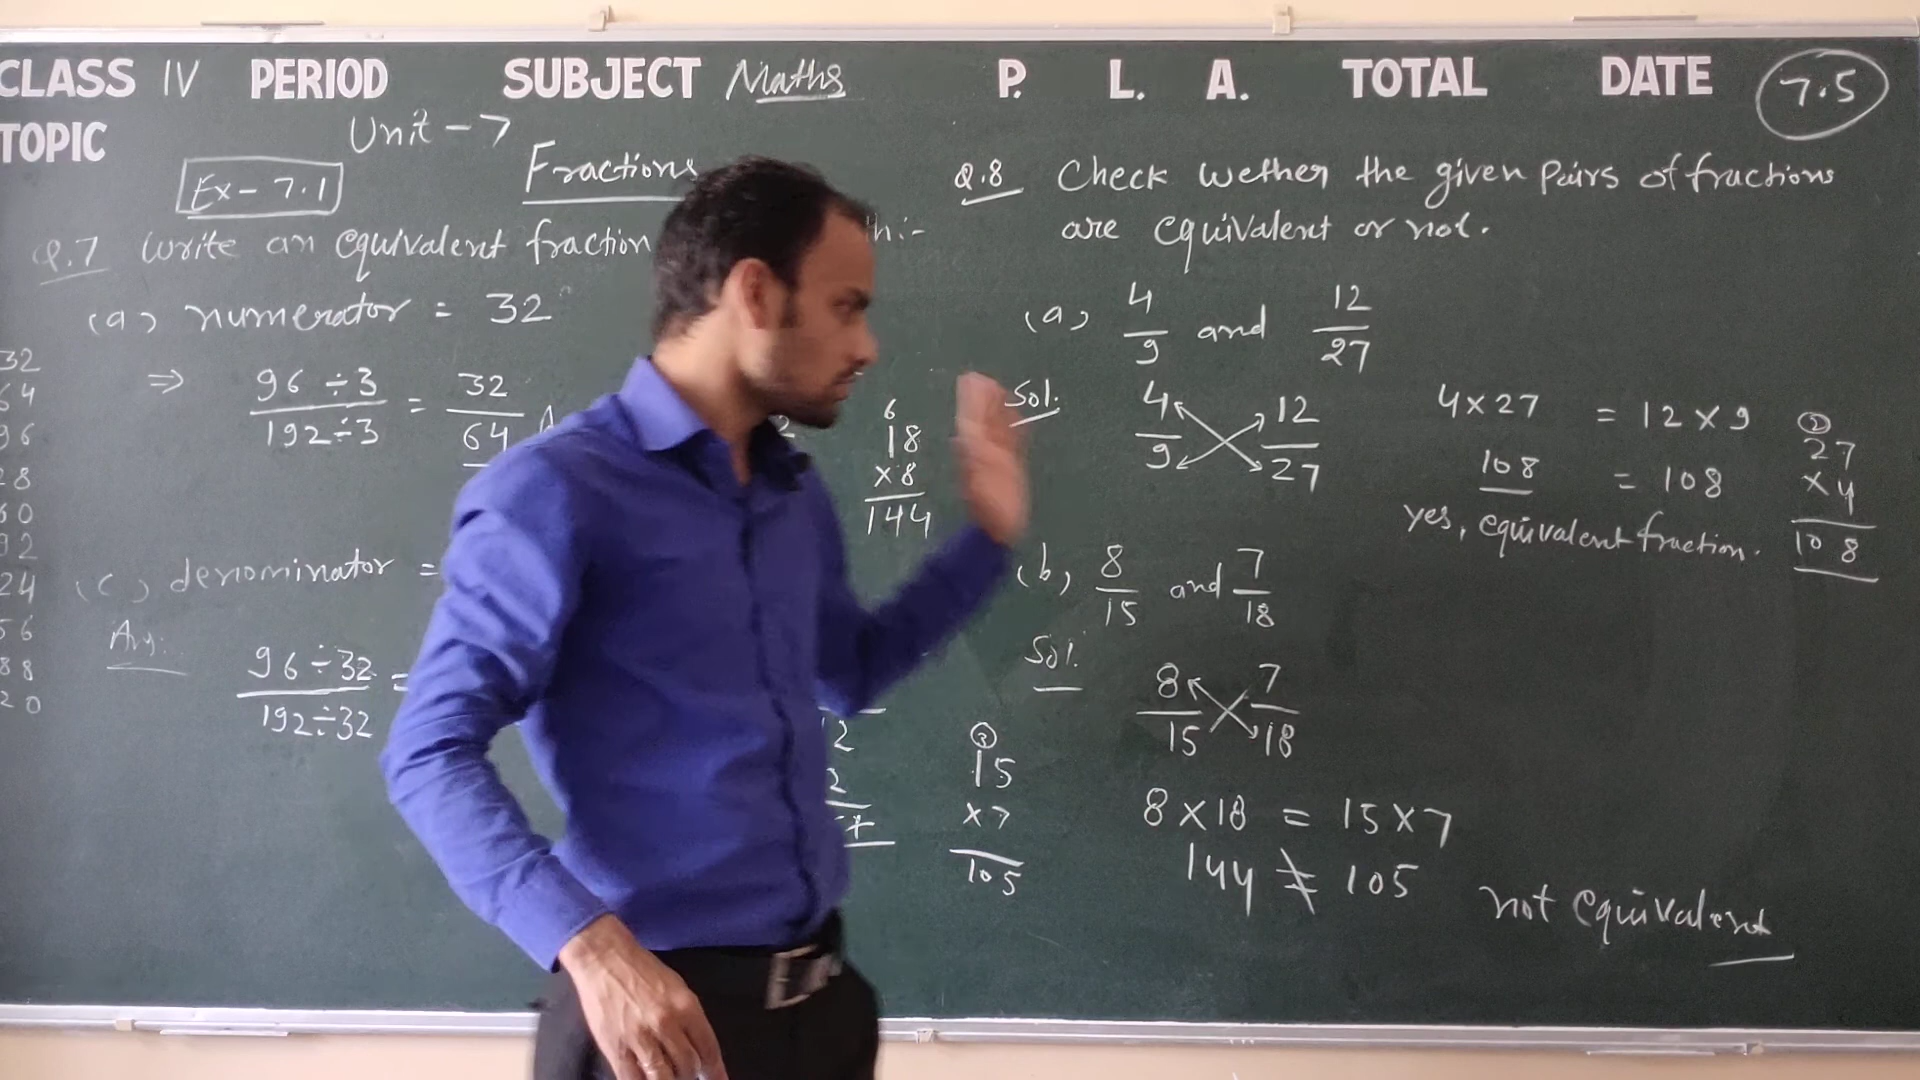 CLASS IV PERIOD SUBJECT Maths P. L. A. TOTAL DATE 7.5
TOPIC Unit - 7
Ex - 7.1 Fractions
Q.7 Write an equivalent fraction
(a) numerator = 32
⇒ 96 ÷ 3 / 192 ÷ 3 = 32 / 64
(c) denominator =
96 ÷ 32 / 192 ÷ 32 =
6
18
×8
144
3
15
×7
105
Q.8 Check wether the given pairs of fractions
are equivalent or not.
(a) 4/9 and 12/27
Sol. 4/9 12/27
4 × 27 = 12 × 9
108 = 108
yes, equivalent fraction.
2
27
×4
108
(b) 8/15 and 7/18
Sol. 8/15 7/18
8 × 18 = 15 × 7
144 ≠ 105
not equivalent